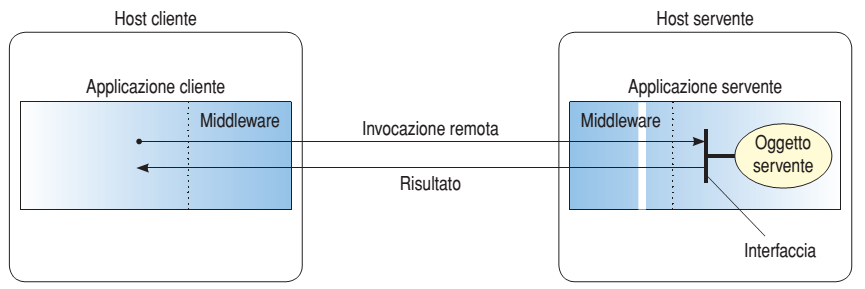 Host cliente
Host servente
Applicazione cliente
Applicazione servente
Middleware
Invocazione remota
Middleware
Oggetto
servente
Risultato
Interfaccia